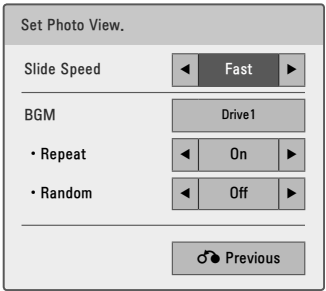 Set Photo View.
Slide Speed ◀ Fast ▶
BGM Drive1
• Repeat ◀ On ▶
• Random ◀ Off ▶
Previous